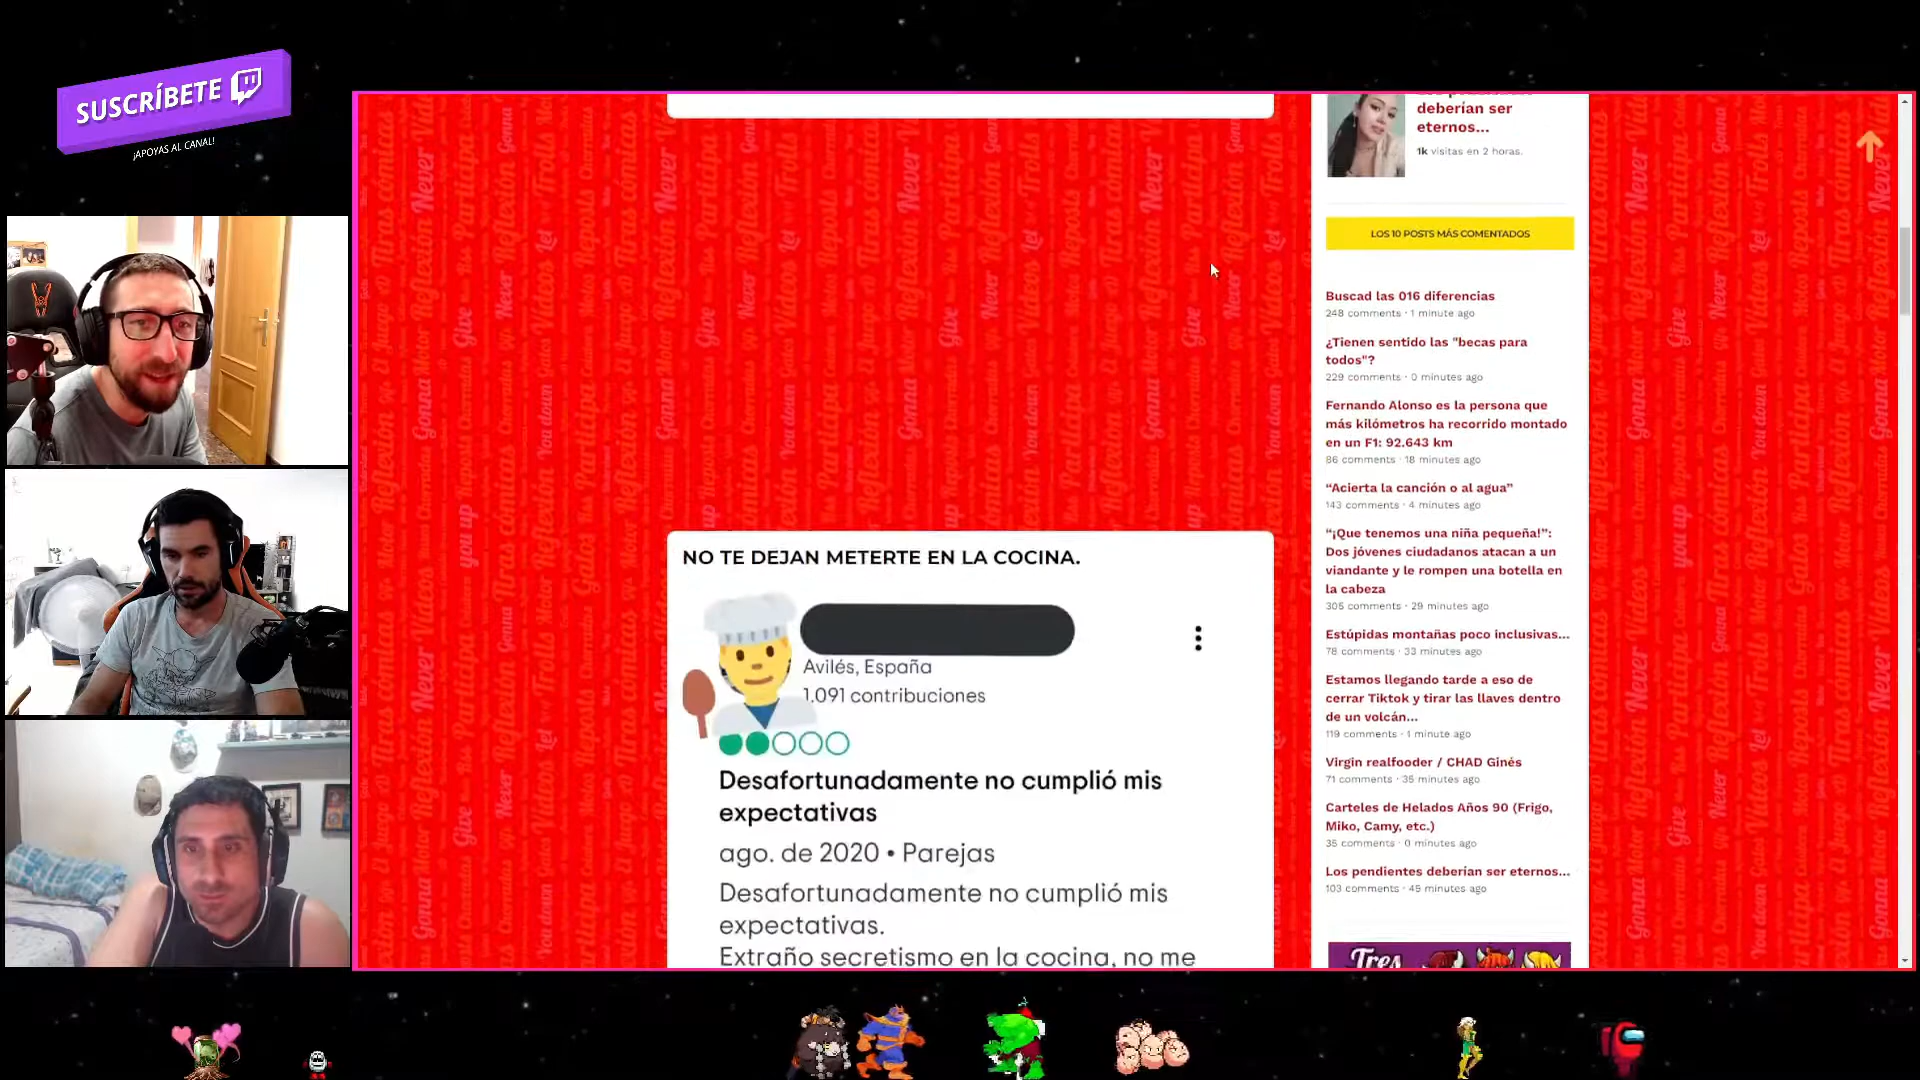 SUSCRÍBETE
¡APOYAS AL CANAL!
deberían ser
eternos...
1k visitas en 2 horas.
LOS 10 POSTS MÁS COMENTADOS
Buscad las 016 diferencias
248 comments · 1 minute ago
¿Tienen sentido las "becas para
todos"?
229 comments · 0 minutes ago
Fernando Alonso es la persona que
más kilómetros ha recorrido montado
en un F1: 92.643 km
86 comments · 18 minutes ago
“Acierta la canción o al agua”
143 comments · 4 minutes ago
“¡Que tenemos una niña pequeña!”:
Dos jóvenes ciudadanos atacan a un
viandante y le rompen una botella en
la cabeza
305 comments · 29 minutes ago
Estúpidas montañas poco inclusivas...
78 comments · 33 minutes ago
Estamos llegando tarde a eso de
cerrar Tiktok y tirar las llaves dentro
de un volcán...
119 comments · 1 minute ago
Virgin realfooder / CHAD Ginés
71 comments · 35 minutes ago
Carteles de Helados Años 90 (Frigo,
Miko, Camy, etc.)
35 comments · 0 minutes ago
Los pendientes deberían ser eternos...
103 comments · 45 minutes ago
Tres
NO TE DEJAN METERTE EN LA COCINA.
Avilés, España
1.091 contribuciones
Desafortunadamente no cumplió mis
expectativas
ago. de 2020 • Parejas
Desafortunadamente no cumplió mis
expectativas.
Extraño secretismo en la cocina, no me